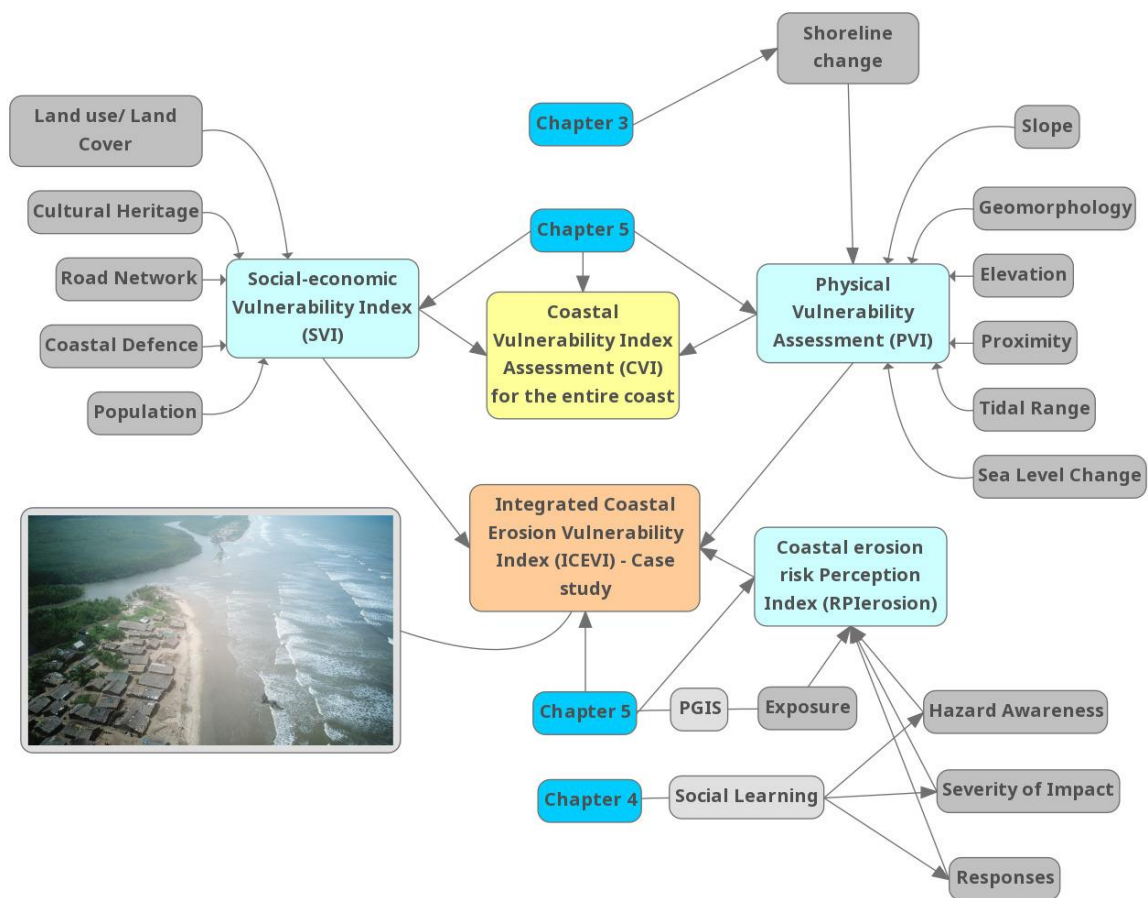 Shoreline
change
Chapter 3
Land use/ Land
Cover
Slope
Cultural Heritage
Chapter 5
Geomorphology
Road Network
Social-economic
Vulnerability Index
(SVI)
Coastal
Vulnerability Index
Assessment (CVI)
for the entire coast
Physical
Vulnerability
Assessment (PVI)
Elevation
Coastal Defence
Proximity
Population
Tidal Range
Sea Level Change
Integrated Coastal
Erosion Vulnerability
Index (ICEVI) - Case
study
Coastal erosion
risk Perception
Index (RPIerosion)
Chapter 5
PGIS
Exposure
Hazard Awareness
Chapter 4
Social Learning
Severity of Impact
Responses